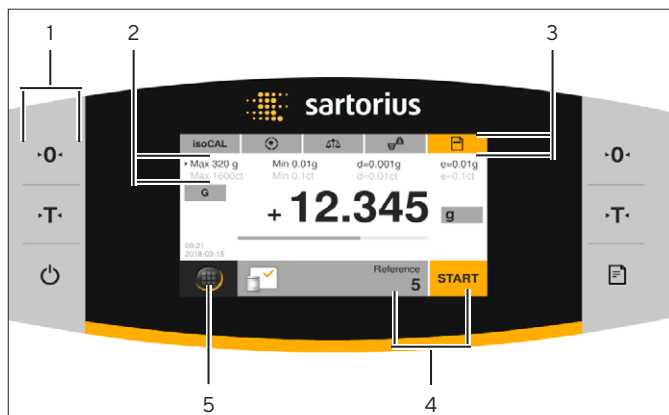 1
2
3
sartorius
isoCAL
Max 320 g Min 0.01g d=0.001g e=0.01g
Max 1600ct Min 0.1ct d=0.01ct e=0.1ct
G
+ 12.345 g
09:21
2018-03-15
Reference
5
START
·0·
·T·
·0·
·T·
5
4